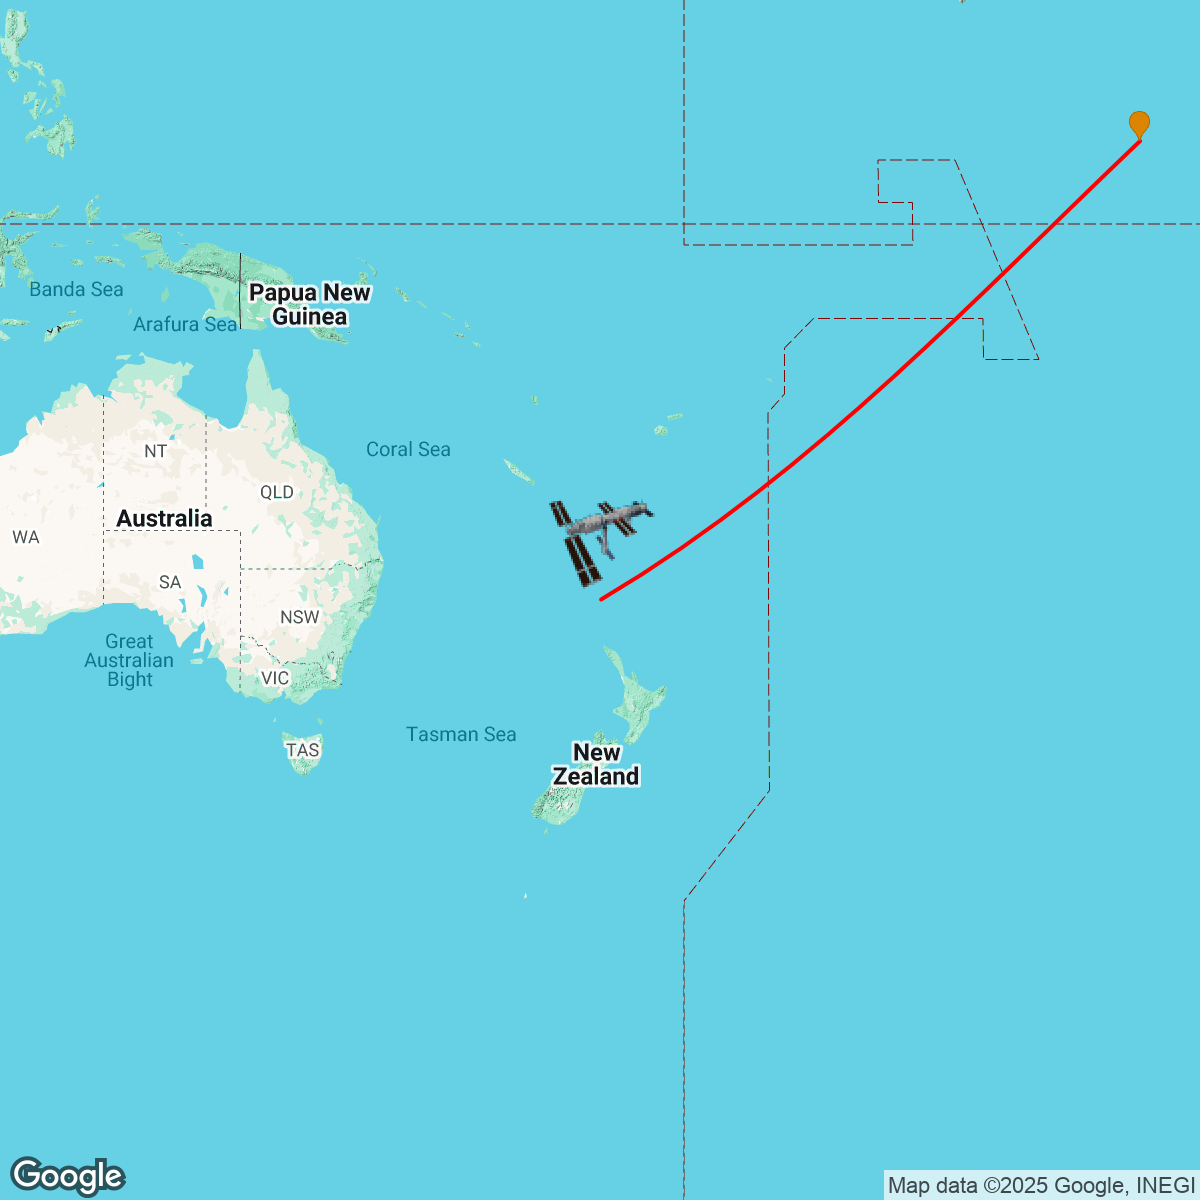 Banda Sea
Papua New
Guinea
Arafura Sea
Coral Sea
NT
QLD
Australia
WA
SA
NSW
Great
Australian
Bight
VIC
Tasman Sea
TAS
New
Zealand
Google
Map data ©2025 Google, INEGI